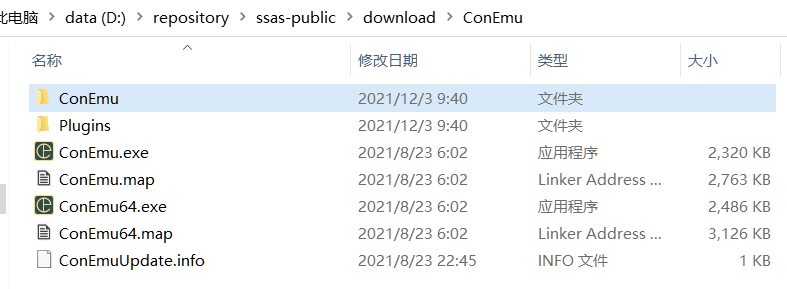 此电脑 > data (D:) > repository > ssas-public > download > ConEmu
名称 修改日期 类型 大小
ConEmu 2021/12/3 9:40 文件夹
Plugins 2021/12/3 9:40 文件夹
ConEmu.exe 2021/8/23 6:02 应用程序 2,320 KB
ConEmu.map 2021/8/23 6:02 Linker Address ... 2,763 KB
ConEmu64.exe 2021/8/23 6:02 应用程序 2,486 KB
ConEmu64.map 2021/8/23 6:02 Linker Address ... 3,126 KB
ConEmuUpdate.info 2021/8/23 22:45 INFO 文件 1 KB